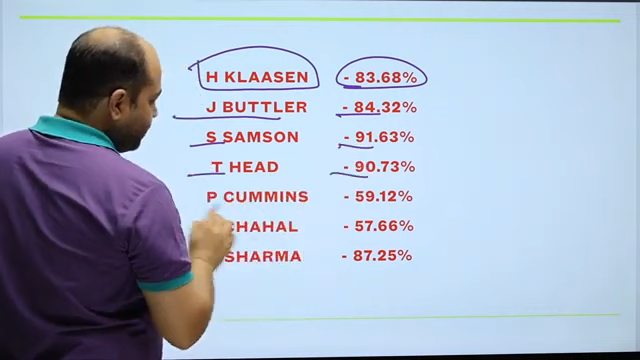 H KLAASEN - 83.68%
J BUTTLER - 84.32%
S SAMSON - 91.63%
T HEAD - 90.73%
P CUMMINS - 59.12%
CHAHAL - 57.66%
SHARMA - 87.25%